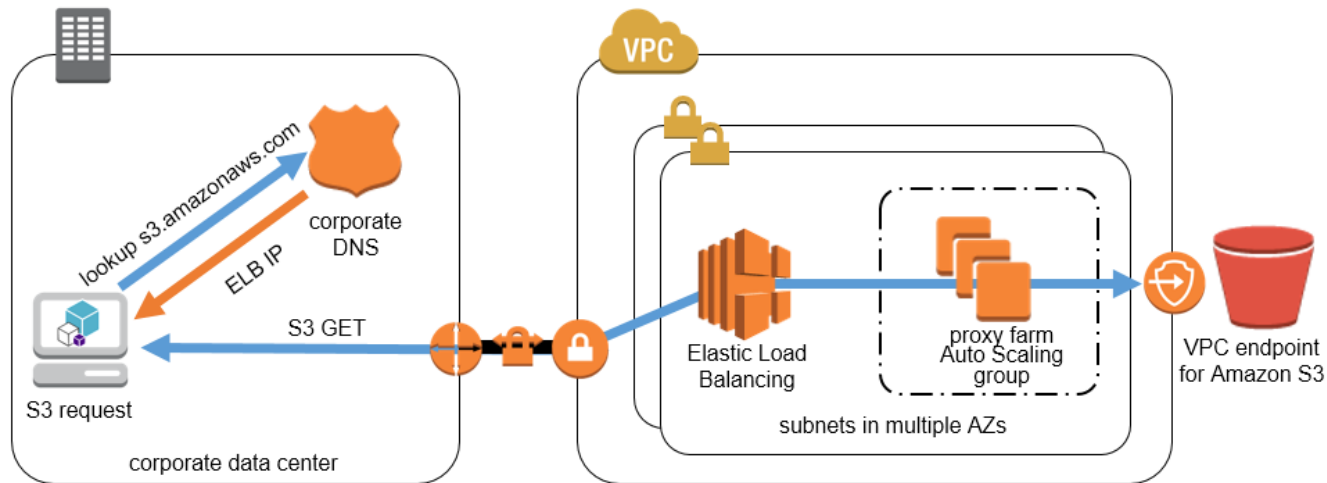 VPC
lookup s3.amazonaws.com
corporate
DNS
ELB IP
S3 GET
S3 request
corporate data center
Elastic Load
Balancing
proxy farm
Auto Scaling
group
subnets in multiple AZs
VPC endpoint
for Amazon S3